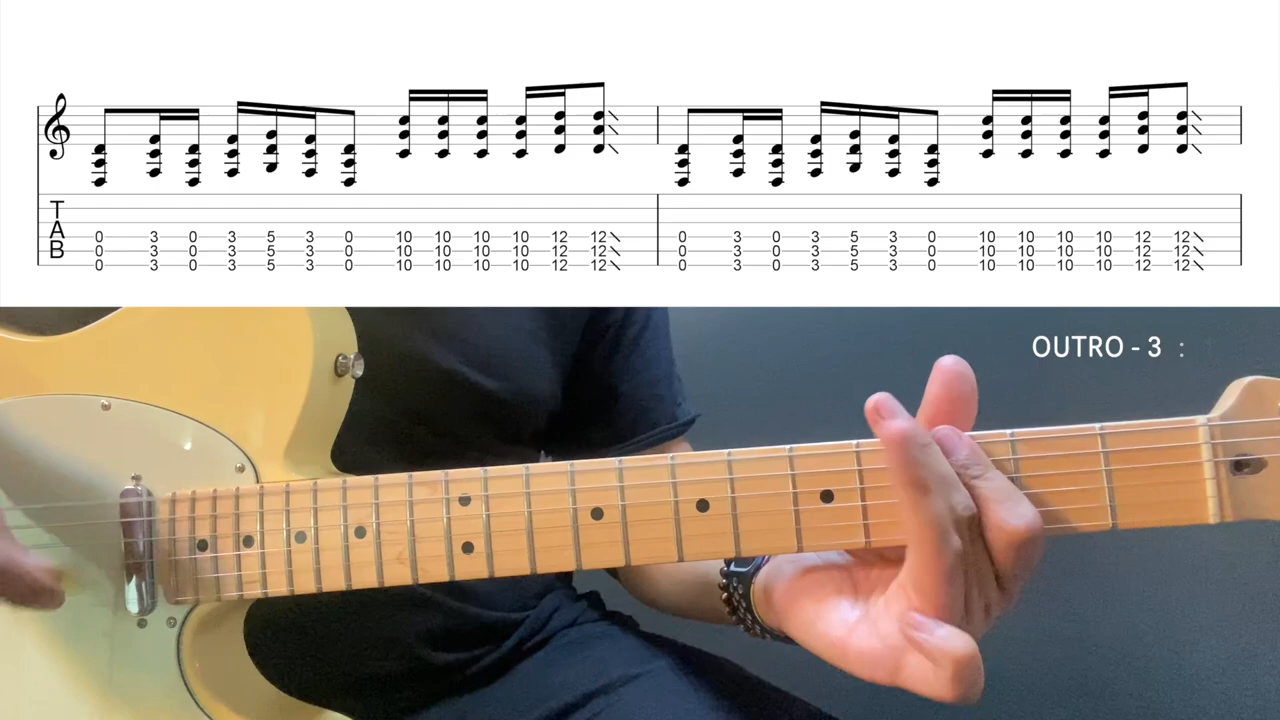 T
A 0 3 0 3 5 3 0 10 10 10 10 12 12 0 3 0 3 5 3 0 10 10 10 10 12 12
B 0 3 0 3 5 3 0 10 10 10 10 12 12 0 3 0 3 5 3 0 10 10 10 10 12 12
0 3 0 3 5 3 0 10 10 10 10 12 12 0 3 0 3 5 3 0 10 10 10 10 12 12
OUTRO - 3 :